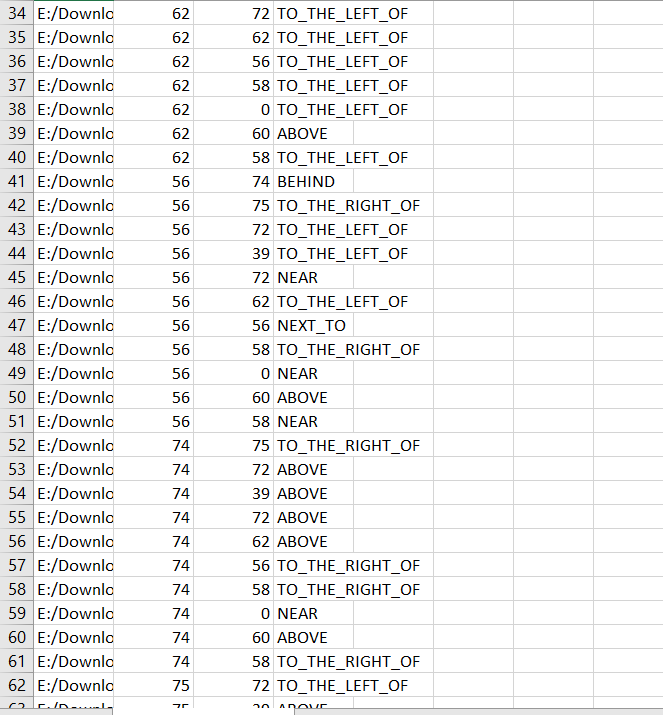 34 E:/Downlo 62 72 TO_THE_LEFT_OF
35 E:/Downlo 62 62 TO_THE_LEFT_OF
36 E:/Downlo 62 56 TO_THE_LEFT_OF
37 E:/Downlo 62 58 TO_THE_LEFT_OF
38 E:/Downlo 62 0 TO_THE_LEFT_OF
39 E:/Downlo 62 60 ABOVE
40 E:/Downlo 62 58 TO_THE_LEFT_OF
41 E:/Downlo 56 74 BEHIND
42 E:/Downlo 56 75 TO_THE_RIGHT_OF
43 E:/Downlo 56 72 TO_THE_LEFT_OF
44 E:/Downlo 56 39 TO_THE_LEFT_OF
45 E:/Downlo 56 72 NEAR
46 E:/Downlo 56 62 TO_THE_LEFT_OF
47 E:/Downlo 56 56 NEXT_TO
48 E:/Downlo 56 58 TO_THE_RIGHT_OF
49 E:/Downlo 56 0 NEAR
50 E:/Downlo 56 60 ABOVE
51 E:/Downlo 56 58 NEAR
52 E:/Downlo 74 75 TO_THE_RIGHT_OF
53 E:/Downlo 74 72 ABOVE
54 E:/Downlo 74 39 ABOVE
55 E:/Downlo 74 72 ABOVE
56 E:/Downlo 74 62 ABOVE
57 E:/Downlo 74 56 TO_THE_RIGHT_OF
58 E:/Downlo 74 58 TO_THE_RIGHT_OF
59 E:/Downlo 74 0 NEAR
60 E:/Downlo 74 60 ABOVE
61 E:/Downlo 74 58 TO_THE_RIGHT_OF
62 E:/Downlo 75 72 TO_THE_LEFT_OF
63 E:/Downlo 75 39 ABOVE